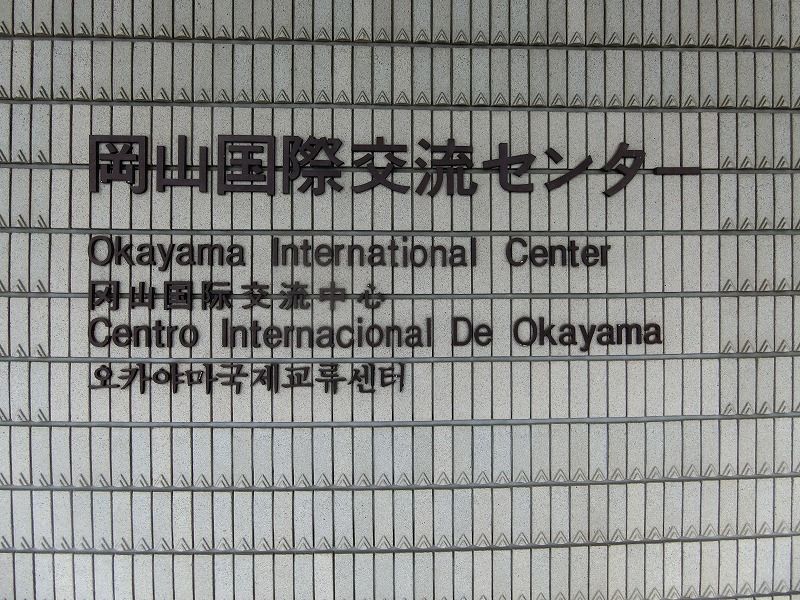 岡山国際交流センター
Okayama International Center
冈山国际交流中心
Centro Internacional De Okayama
오카야마국제교류센터